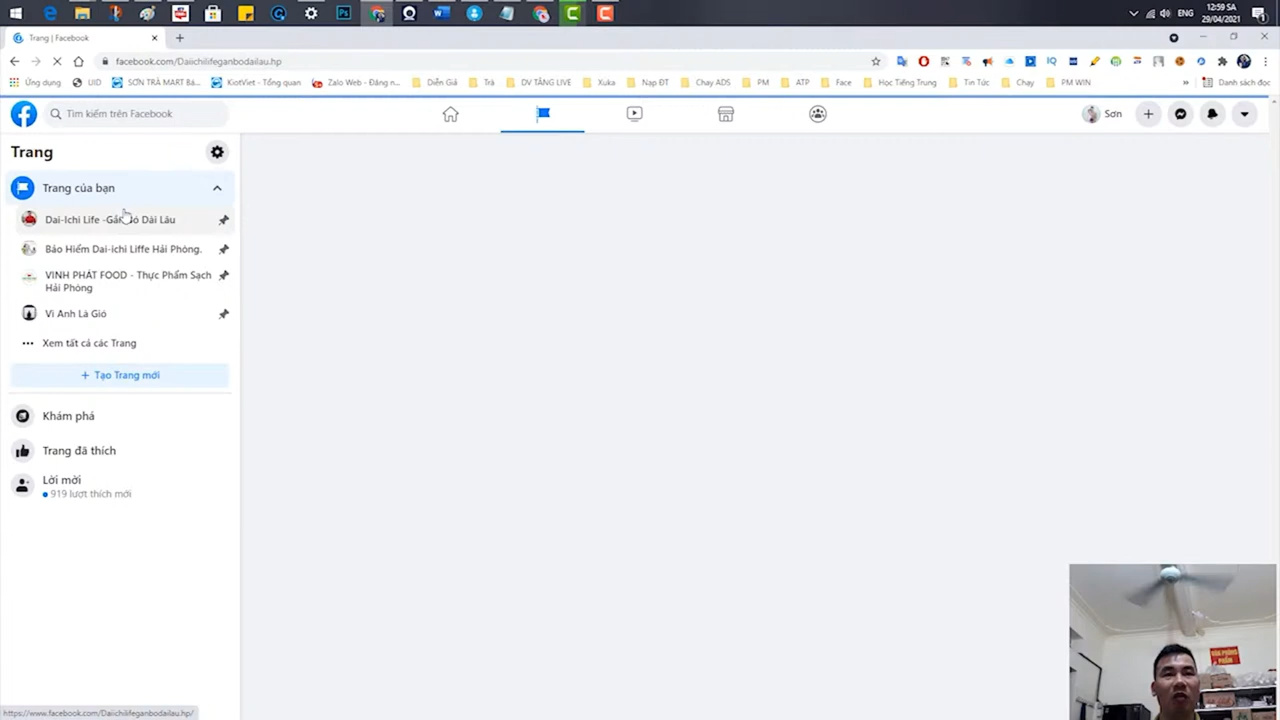 12:59 SA
ENG
29/04/2021
Trang | Facebook
facebook.com/Daiichilifeganbodailau.hp
Ứng dụng
UID
SƠN TRÀ MART Bá...
KiotViet - Tổng quan
Zalo Web - Đăng n...
Diễn Giả
Trà
DV TĂNG LIVE
Xuka
Nạp ĐT
Chạy ADS
PM
ATP
Face
Học Tiếng Trung
Tin Tức
Chạy
PM WIN
»
Danh sách đọc
Tìm kiếm trên Facebook
Sơn
Trang
Trang của bạn
Dai-Ichi Life -Gắn Bó Dài Lâu
Bảo Hiểm Dai-ichi Liffe Hải Phòng.
VINH PHÁT FOOD - Thực Phẩm Sạch
Hải Phòng
Vì Anh Là Gió
Xem tất cả các Trang
+ Tạo Trang mới
Khám phá
Trang đã thích
Lời mời
919 lượt thích mới
VĂN PHÒNG
PHẨM
https://www.facebook.com/Daiichilifeganbodailau.hp/